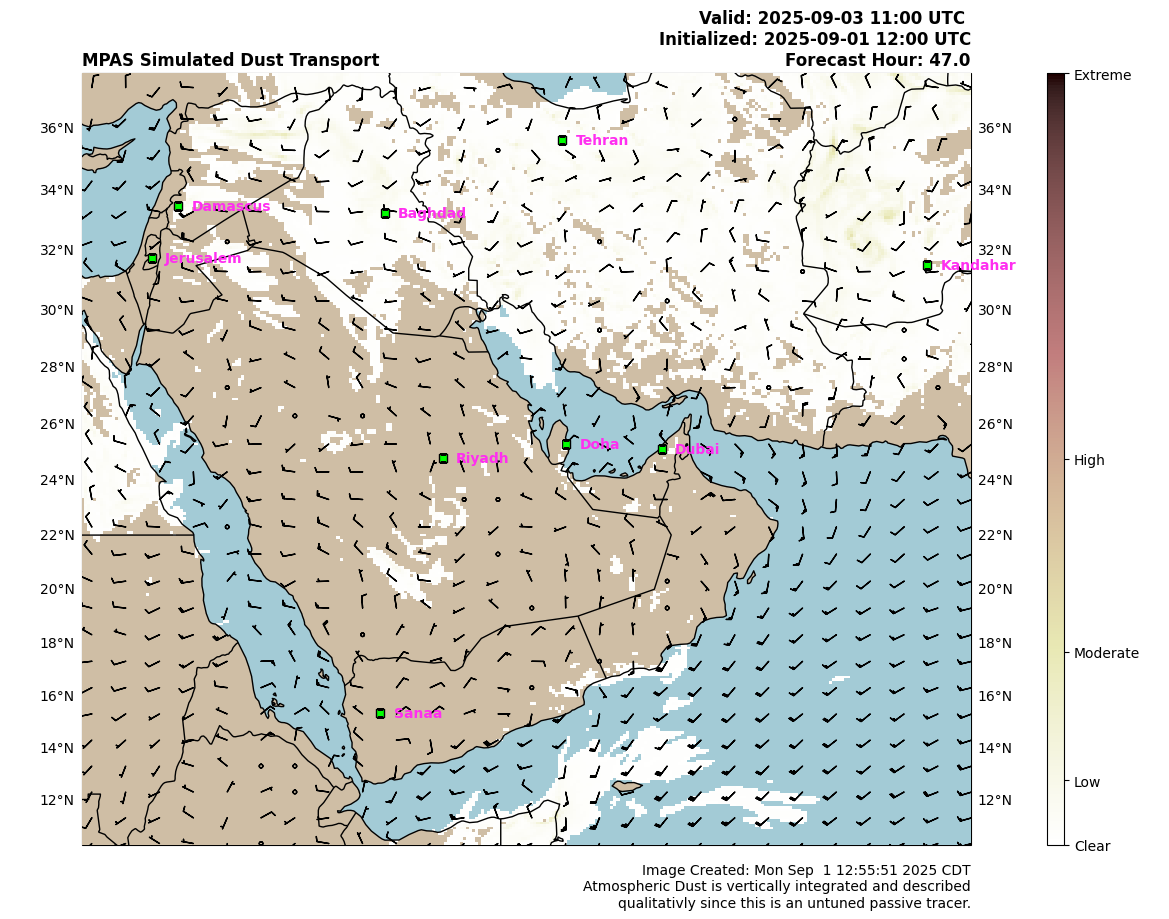 Valid: 2025-09-03 11:00 UTC
Initialized: 2025-09-01 12:00 UTC
MPAS Simulated Dust Transport
Forecast Hour: 47.0
Extreme
36°N
Tehran
36°N
34°N
Damascus
Baghdad
34°N
32°N
Jerusalem
32°N
Kandahar
30°N
30°N
28°N
28°N
26°N
26°N
Riyadh
Doha
Dubai
High
24°N
24°N
22°N
22°N
20°N
20°N
18°N
18°N
Moderate
16°N
16°N
Sanaa
14°N
14°N
12°N
12°N
Low
Clear
Image Created: Mon Sep  1 12:55:51 2025 CDT
Atmospheric Dust is vertically integrated and described
qualitativly since this is an untuned passive tracer.